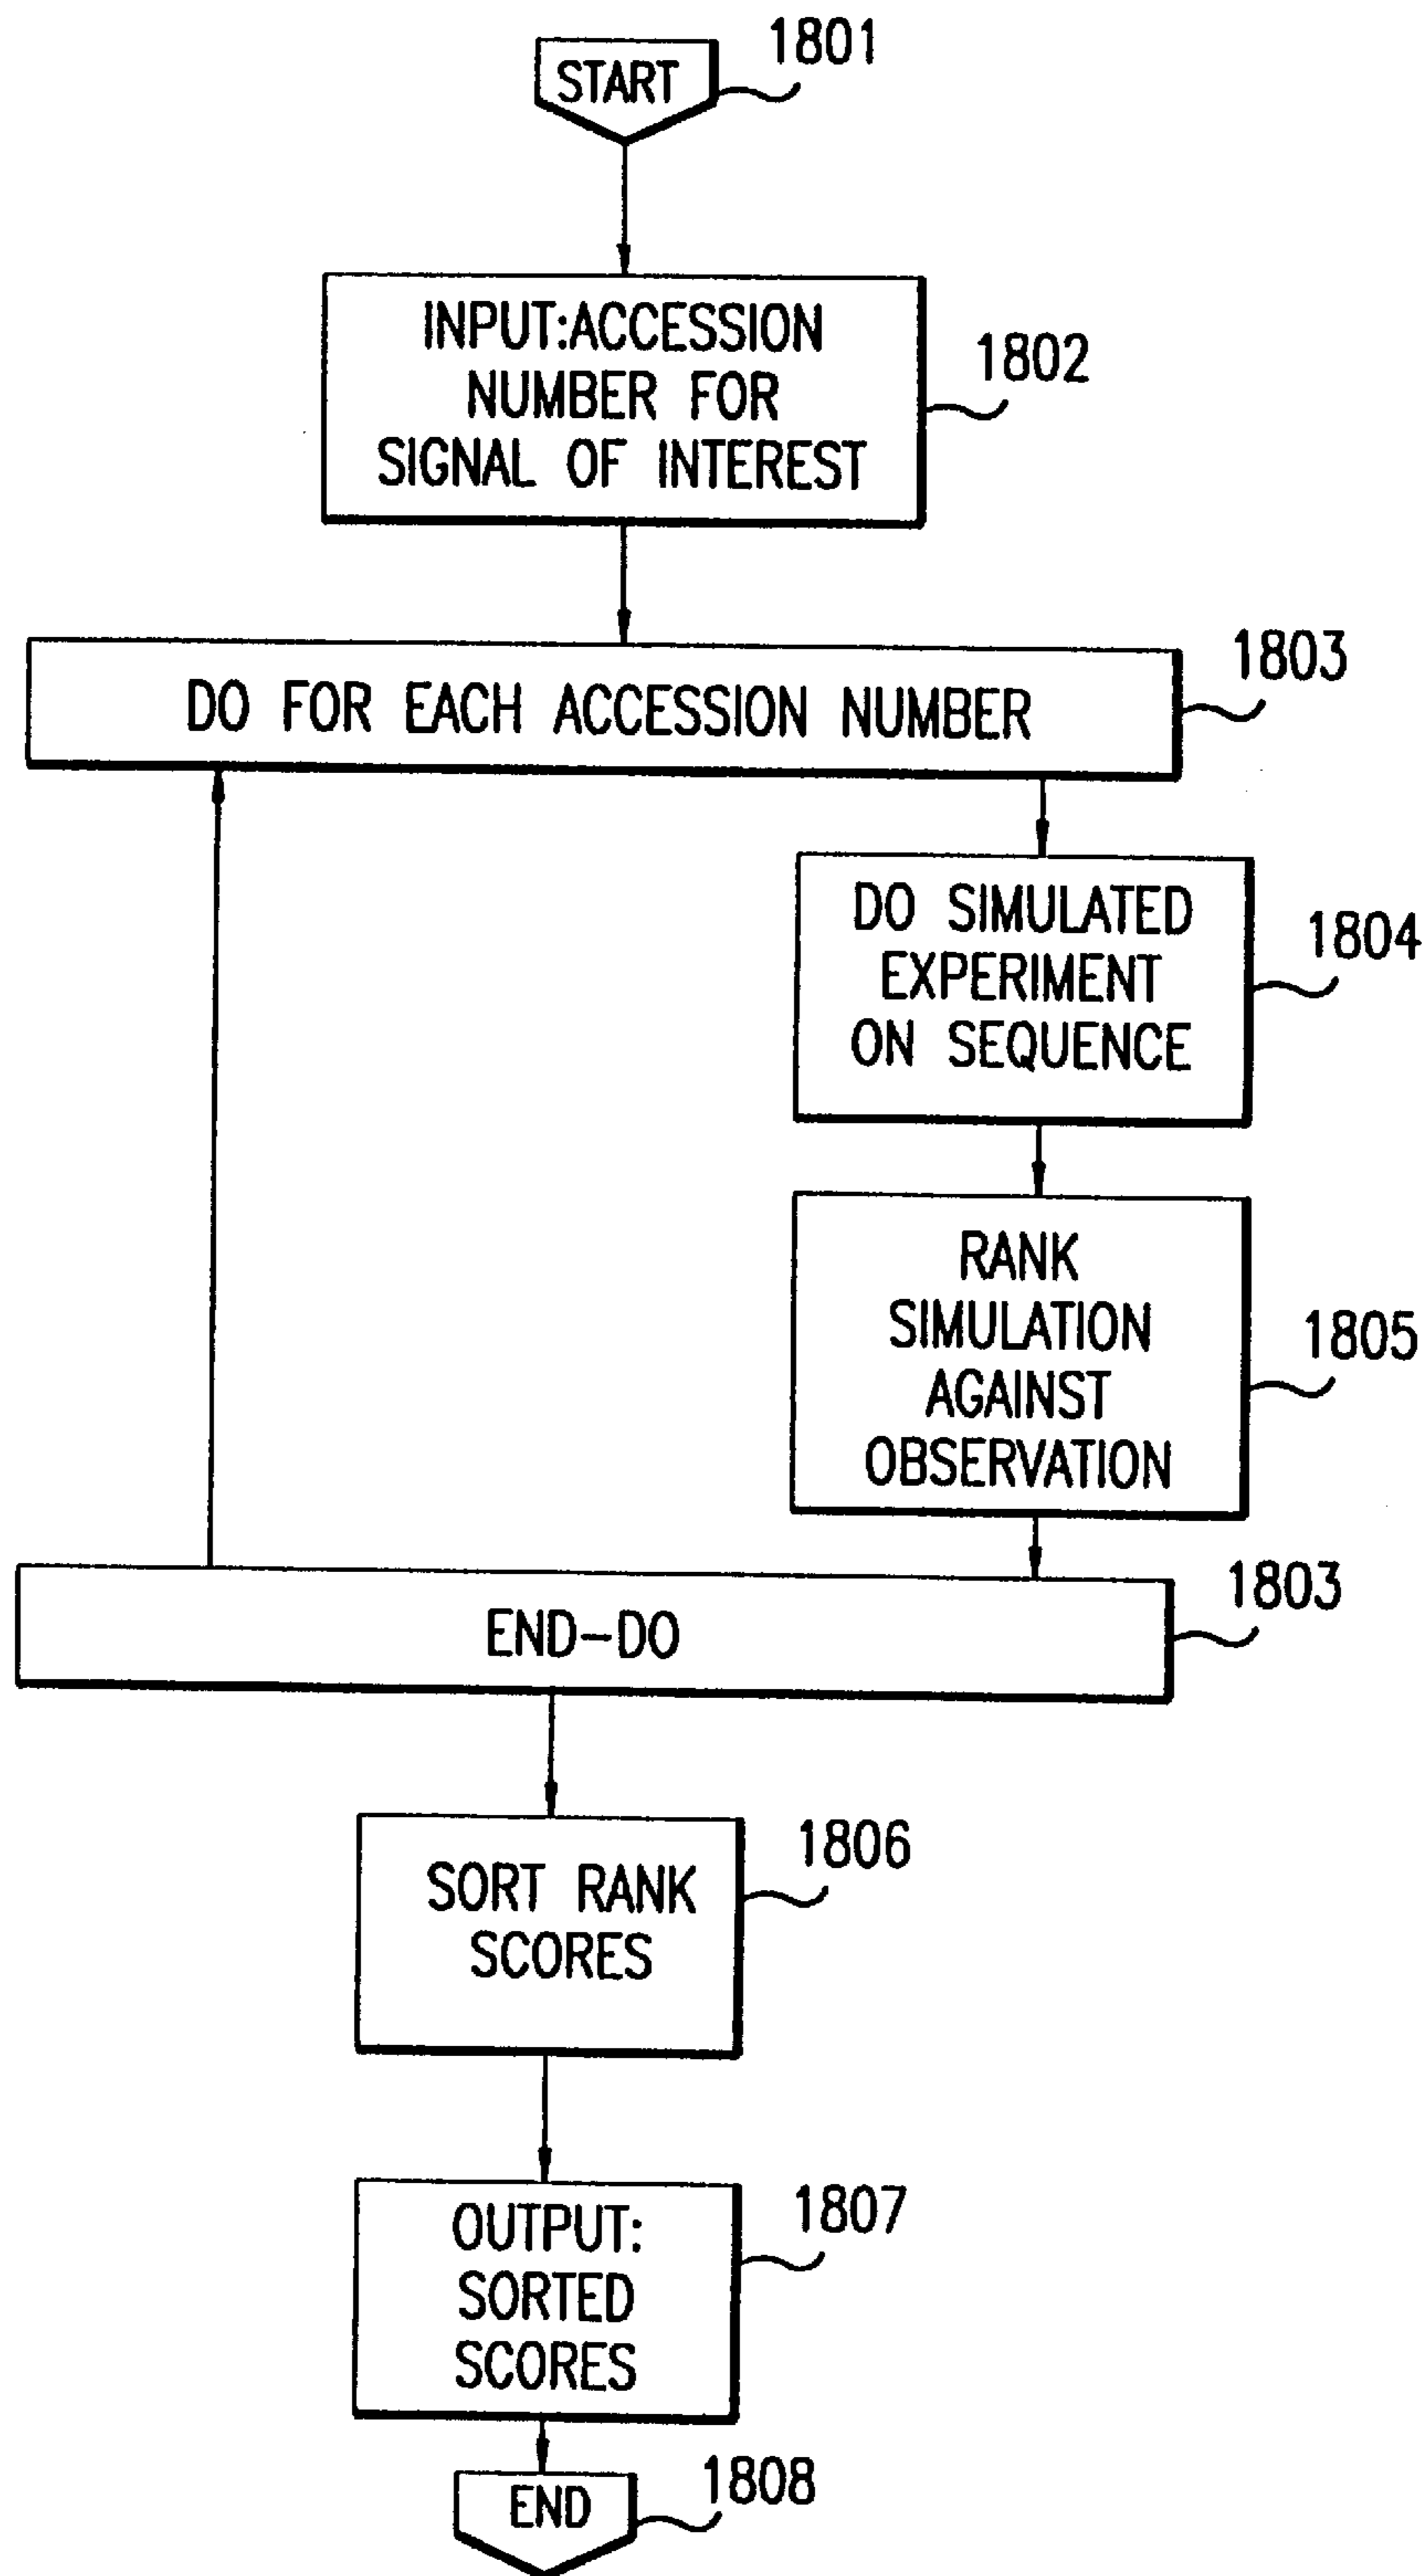 1801
START
INPUT:ACCESSION
NUMBER FOR
SIGNAL OF INTEREST
1802
1803
DO FOR EACH ACCESSION NUMBER
DO SIMULATED
EXPERIMENT
ON SEQUENCE
1804
RANK
SIMULATION
AGAINST
OBSERVATION
1805
1803
END-DO
SORT RANK
SCORES
1806
OUTPUT:
SORTED
SCORES
1807
END
1808